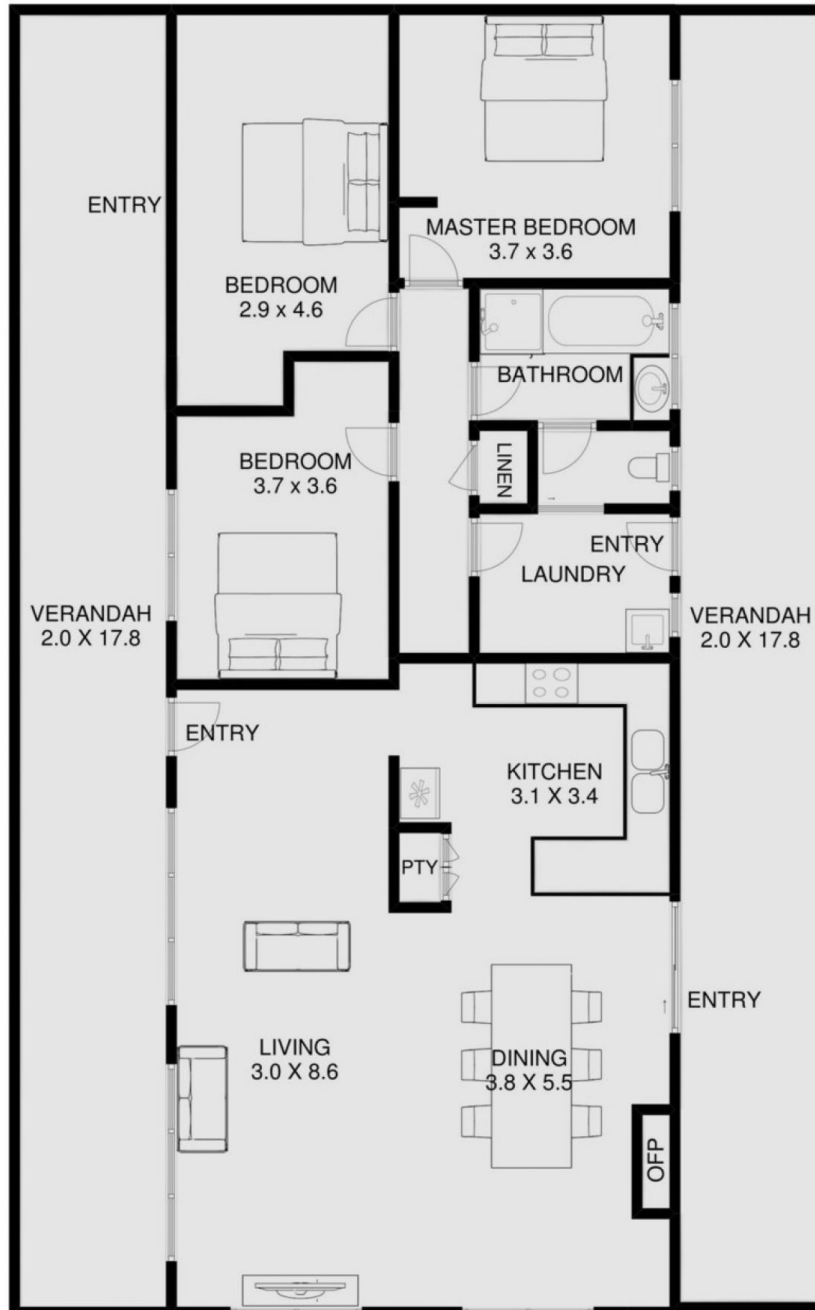 ENTRY
MASTER BEDROOM
3.7 x 3.6
BEDROOM
2.9 x 4.6
BATHROOM
BEDROOM
3.7 x 3.6
LINEN
ENTRY
LAUNDRY
VERANDAH
2.0 X 17.8
VERANDAH
2.0 X 17.8
ENTRY
KITCHEN
3.1 X 3.4
PTY
ENTRY
LIVING
3.0 X 8.6
DINING
3.8 X 5.5
OFP